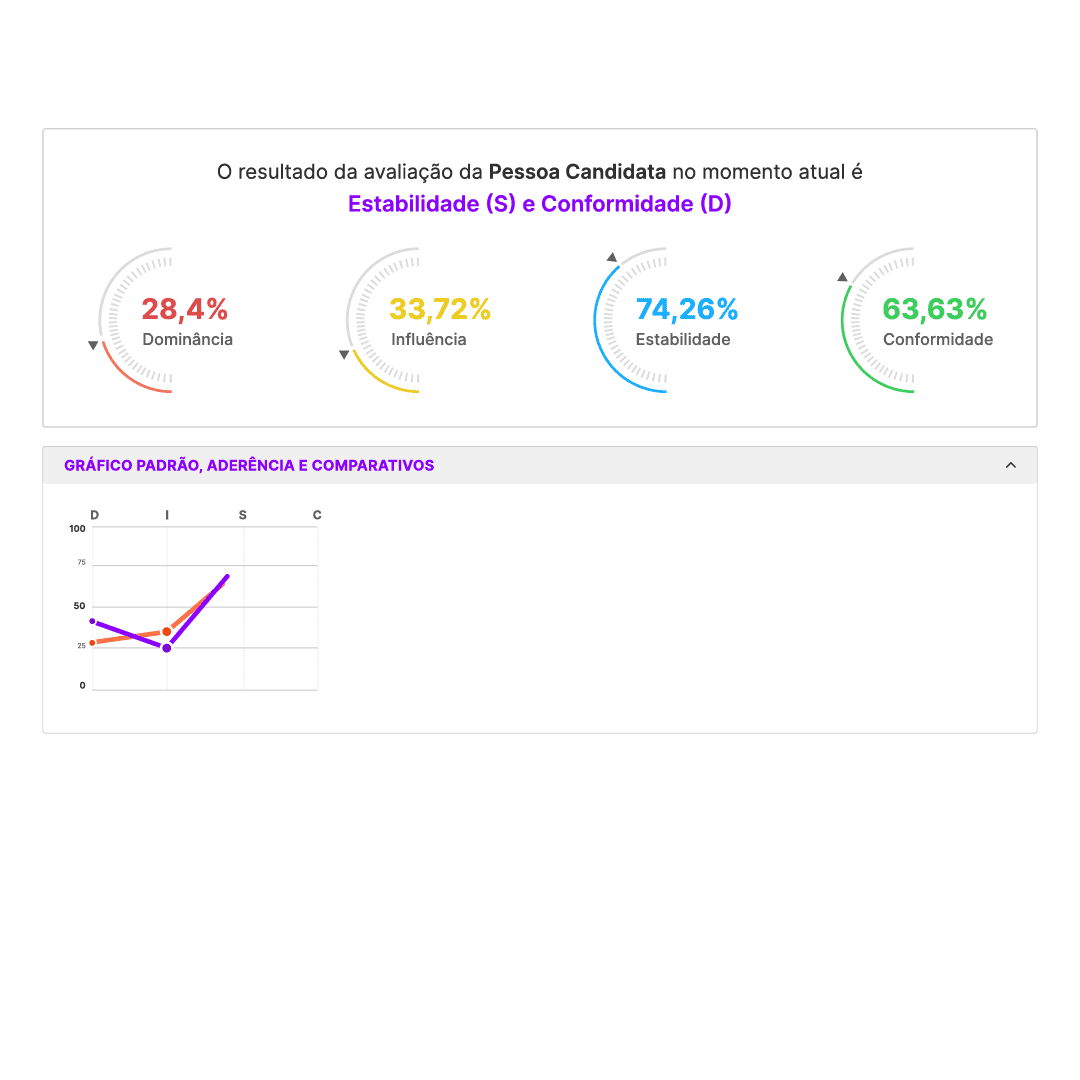 O resultado da avaliação da Pessoa Candidata no momento atual é
Estabilidade (S) e Conformidade (D)
28,4%
Dominância
33,72%
Influência
74,26%
Estabilidade
63,63%
Conformidade
GRÁFICO PADRÃO, ADERÊNCIA E COMPARATIVOS
D I S C
100
75
50
25
0